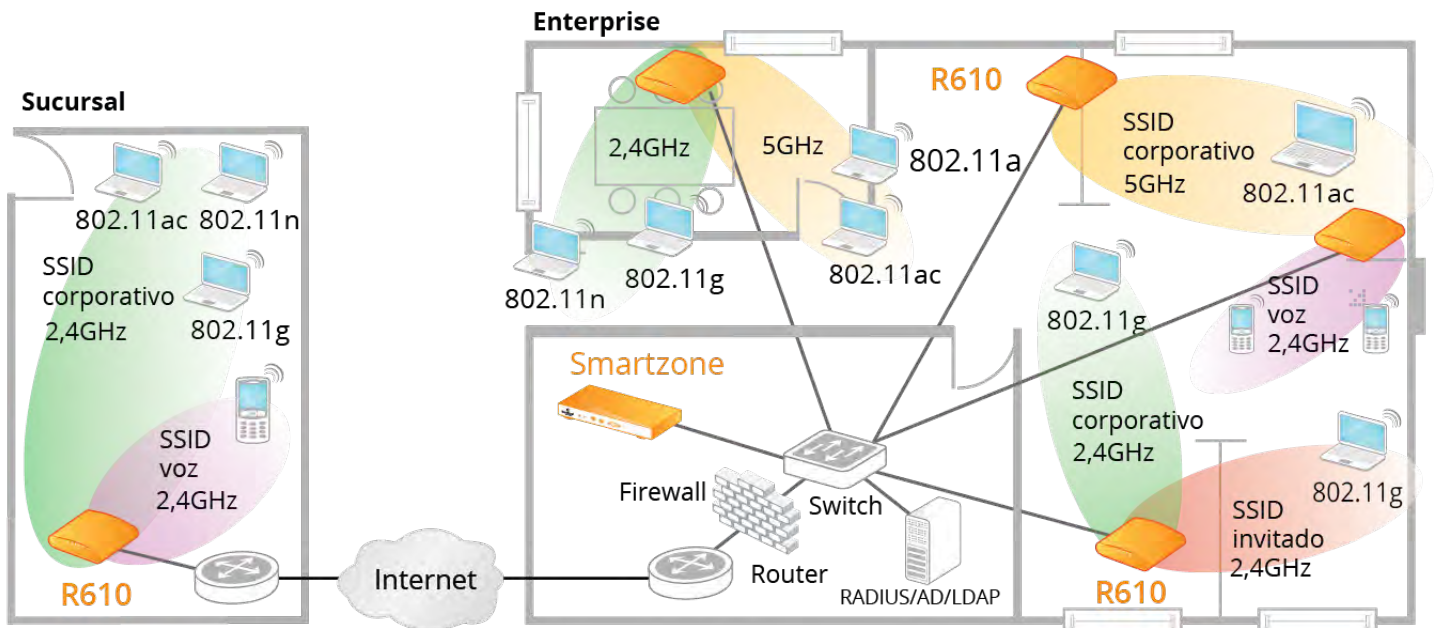 Enterprise
Sucursal
802.11ac
802.11n
SSID
corporativo
2,4GHz
802.11g
SSID
voz
2,4GHz
R610
Internet
2,4GHz
5GHz
802.11a
802.11n
802.11g
802.11ac
R610
SSID
corporativo
5GHz
802.11ac
802.11g
SSID
voz
2,4GHz
Smartzone
Firewall
Switch
Router
RADIUS/AD/LDAP
SSID
corporativo
2,4GHz
802.11g
SSID
invitado
2,4GHz
R610